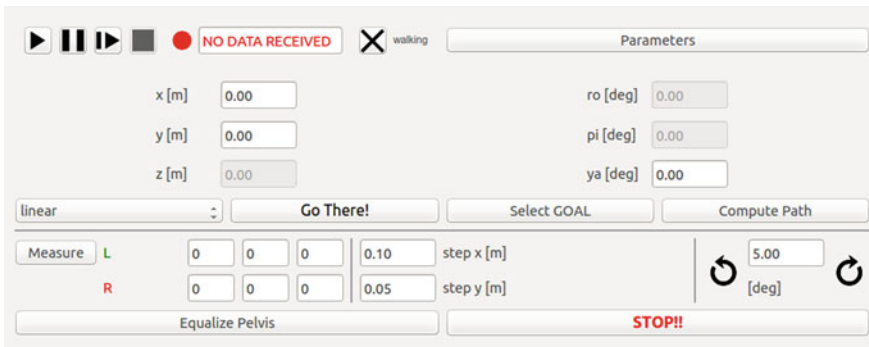 NO DATA RECEIVED walking Parameters
x [m] 0.00 ro [deg] 0.00
y [m] 0.00 pi [deg] 0.00
z [m] 0.00 ya [deg] 0.00
linear Go There! Select GOAL Compute Path
Measure L 0 0 0 0.10 step x [m] 5.00
R 0 0 0 0.05 step y [m] [deg]
Equalize Pelvis STOP!!